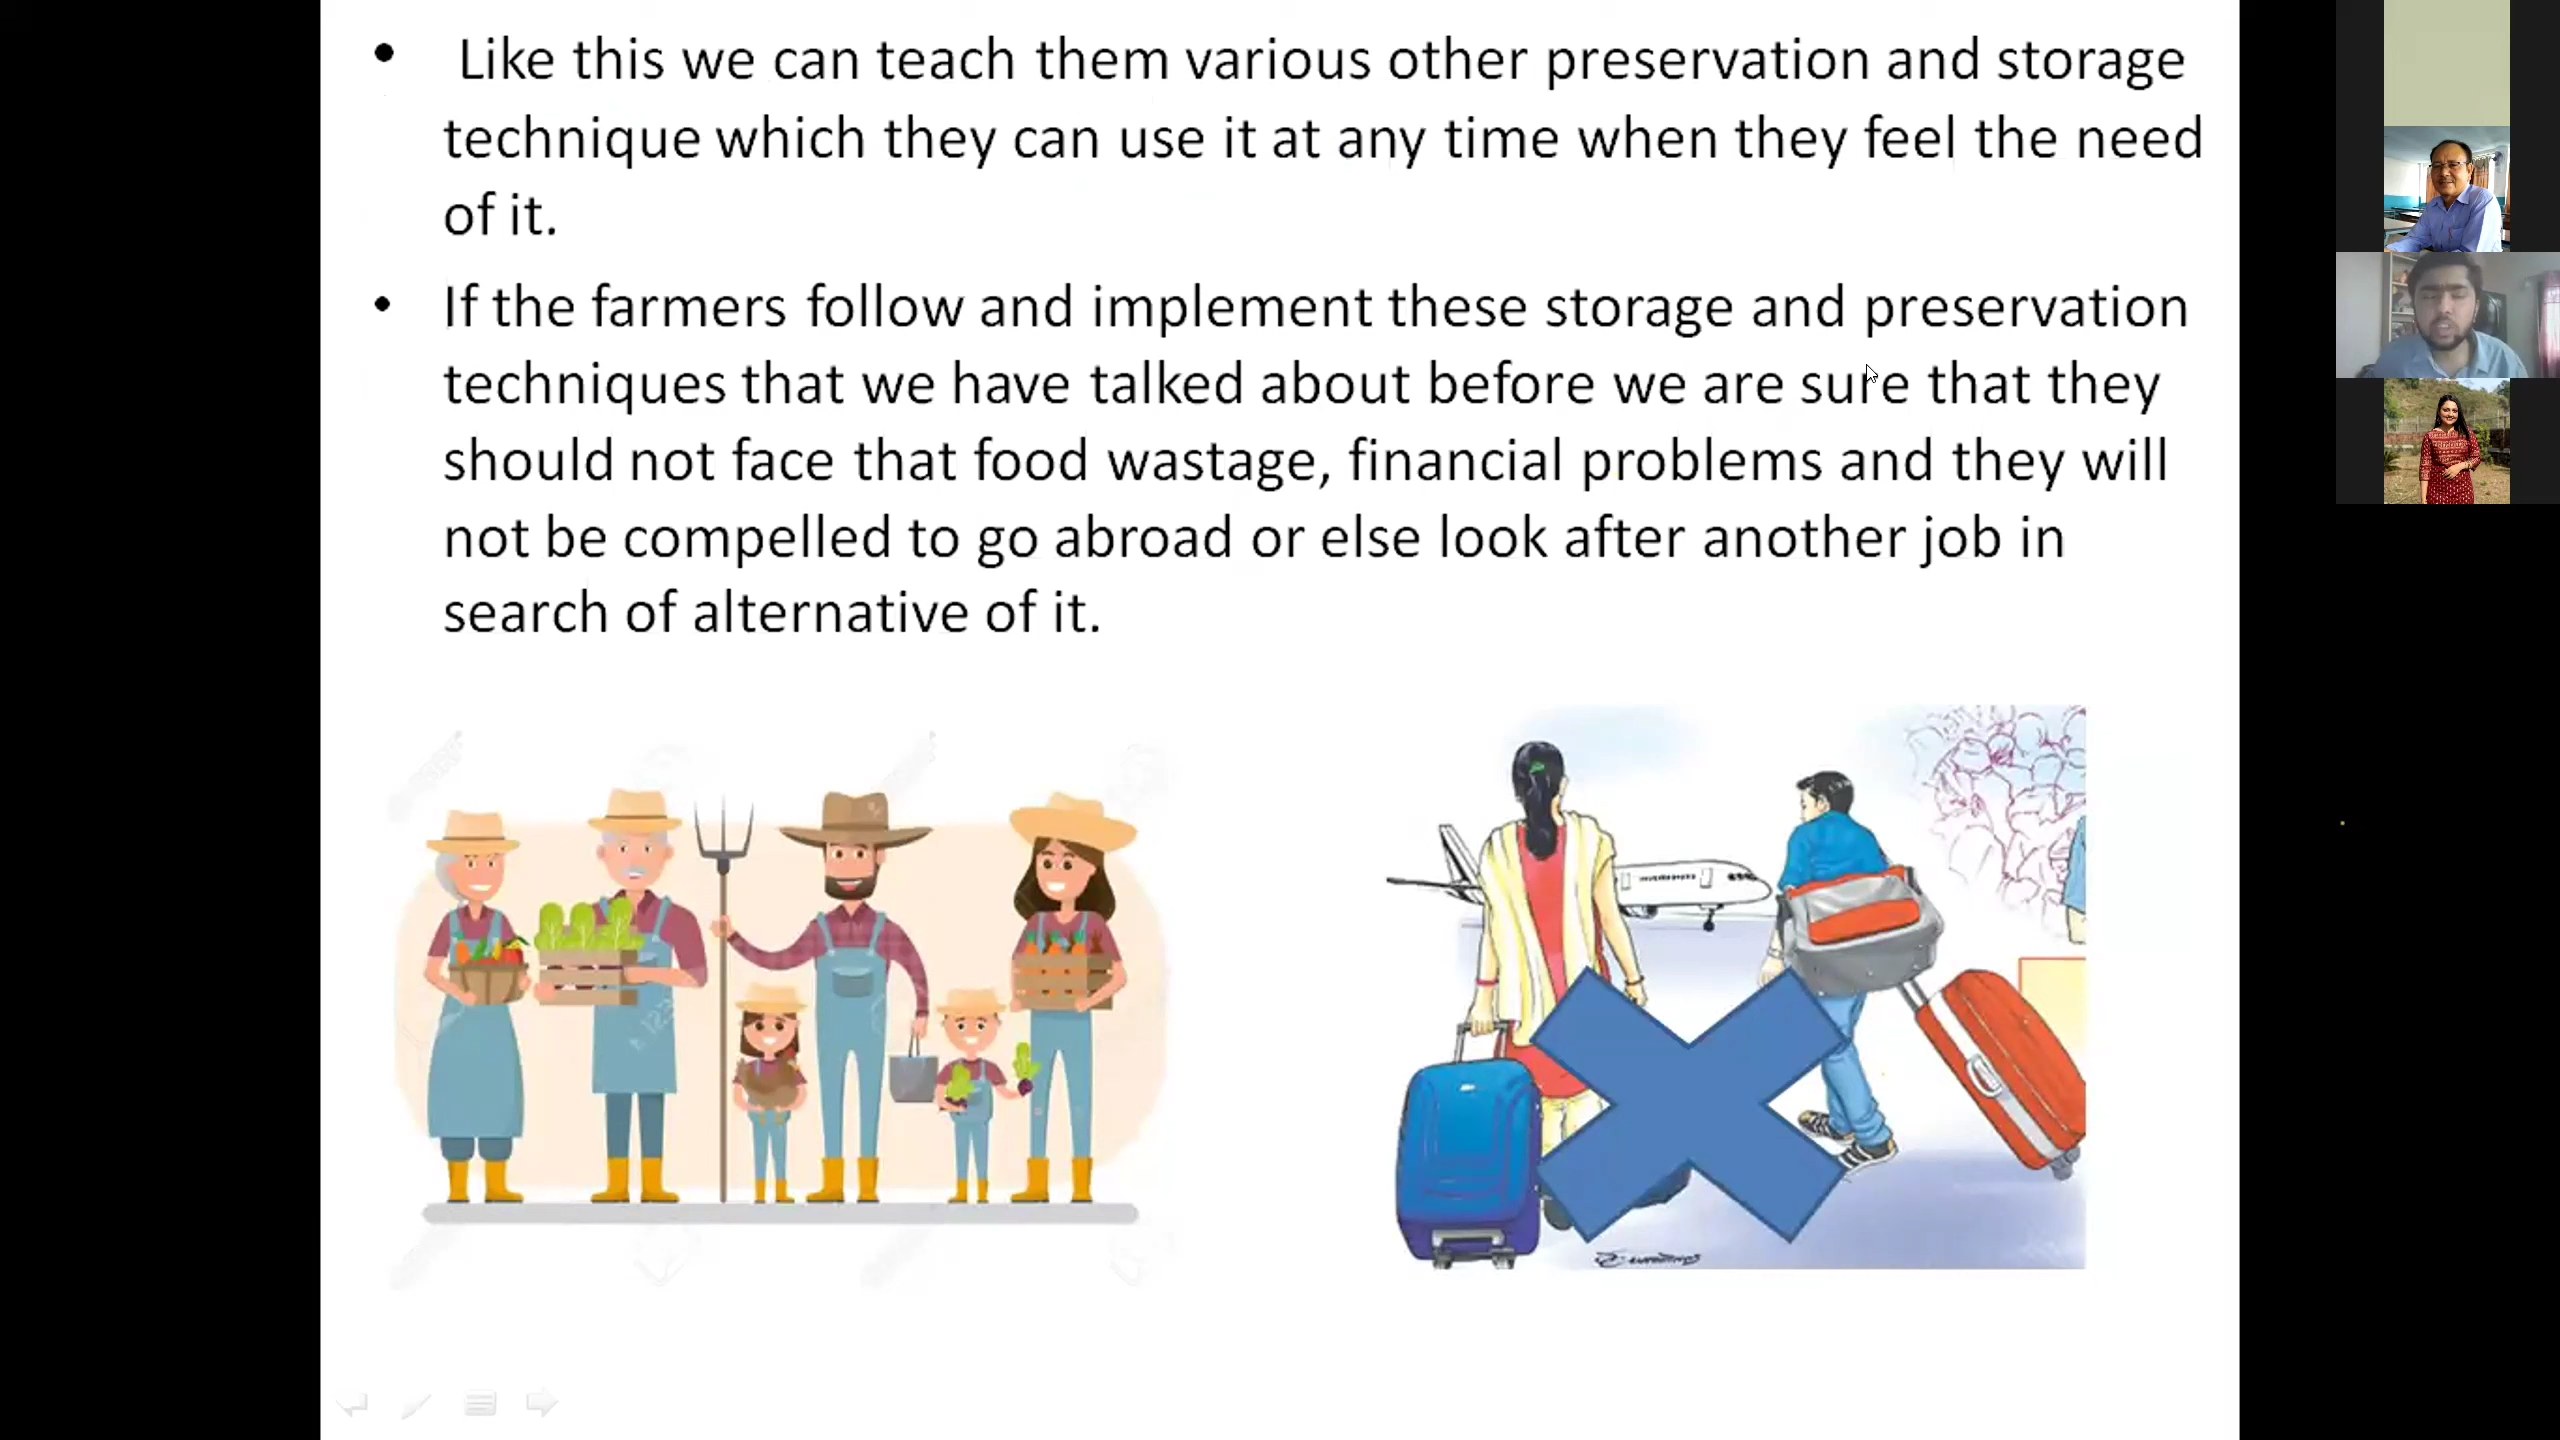 • Like this we can teach them various other preservation and storage
technique which they can use it at any time when they feel the need
of it.
• If the farmers follow and implement these storage and preservation
techniques that we have talked about before we are sure that they
should not face that food wastage, financial problems and they will
not be compelled to go abroad or else look after another job in
search of alternative of it.